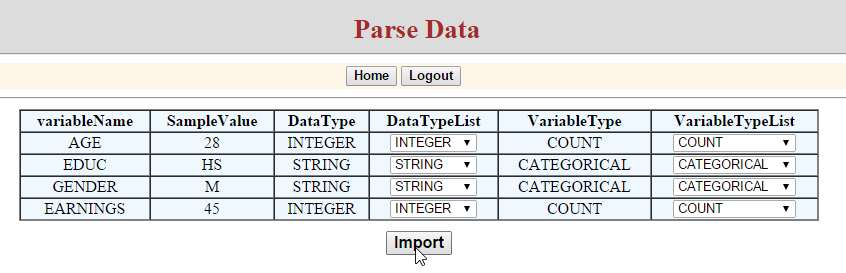 Parse Data
Home Logout
variableName SampleValue DataType DataTypeList VariableType VariableTypeList
AGE 28 INTEGER INTEGER COUNT COUNT
EDUC HS STRING STRING CATEGORICAL CATEGORICAL
GENDER M STRING STRING CATEGORICAL CATEGORICAL
EARNINGS 45 INTEGER INTEGER COUNT COUNT
Import